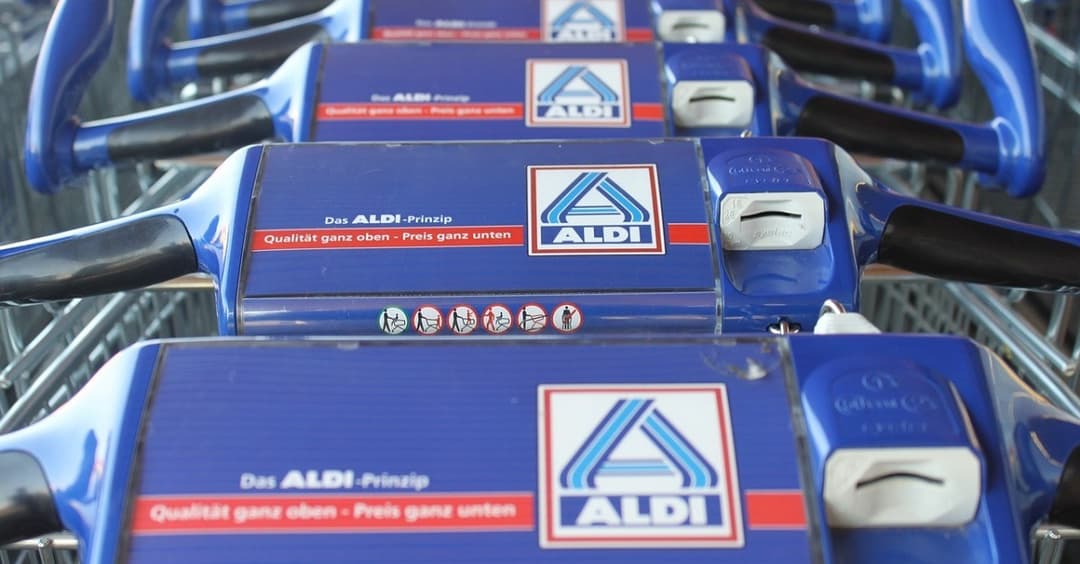 ALDI
Das ALDI-Prinzip
Qualität ganz oben - Preis ganz unten
ALDI
Das ALDI-Prinzip
Qualität ganz oben - Preis ganz unten
ALDI
Das ALDI-Prinzip
Qualität ganz oben - Preis ganz unten
ALDI